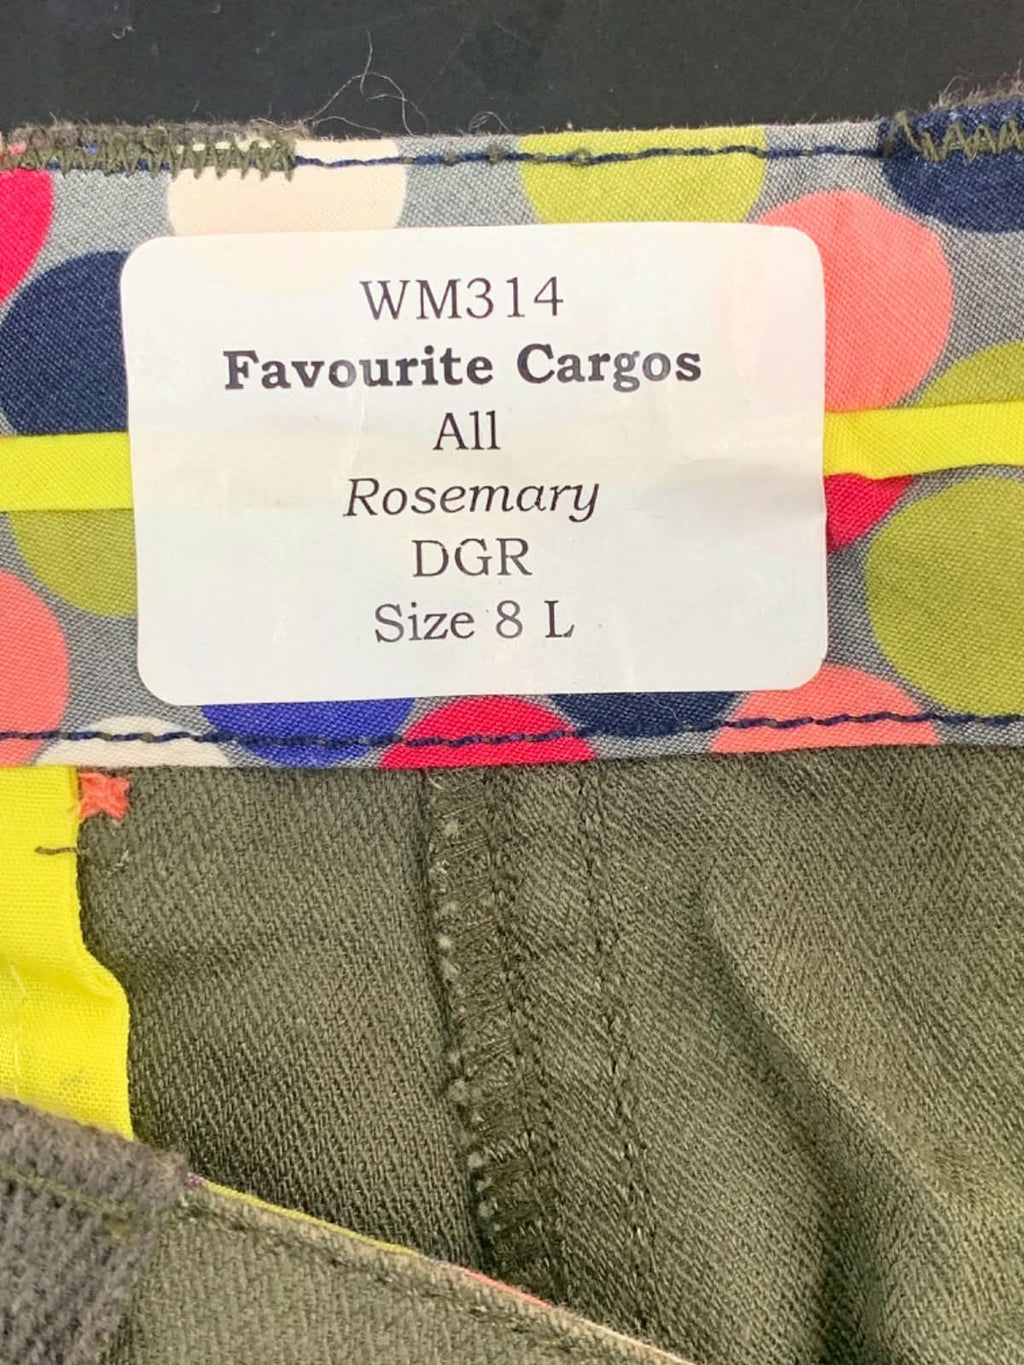 WM314
Favourite Cargos
All
Rosemary
DGR
Size 8 L